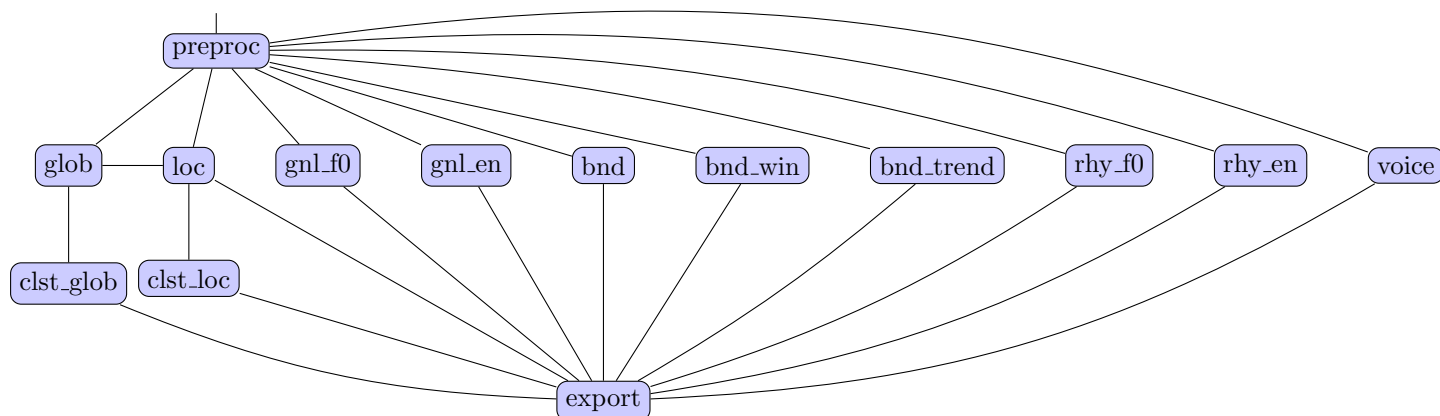 preproc
glob loc gnl_f0 gnl_en bnd bnd_win bnd_trend rhy_f0 rhy_en voice
clst_glob clst_loc
export